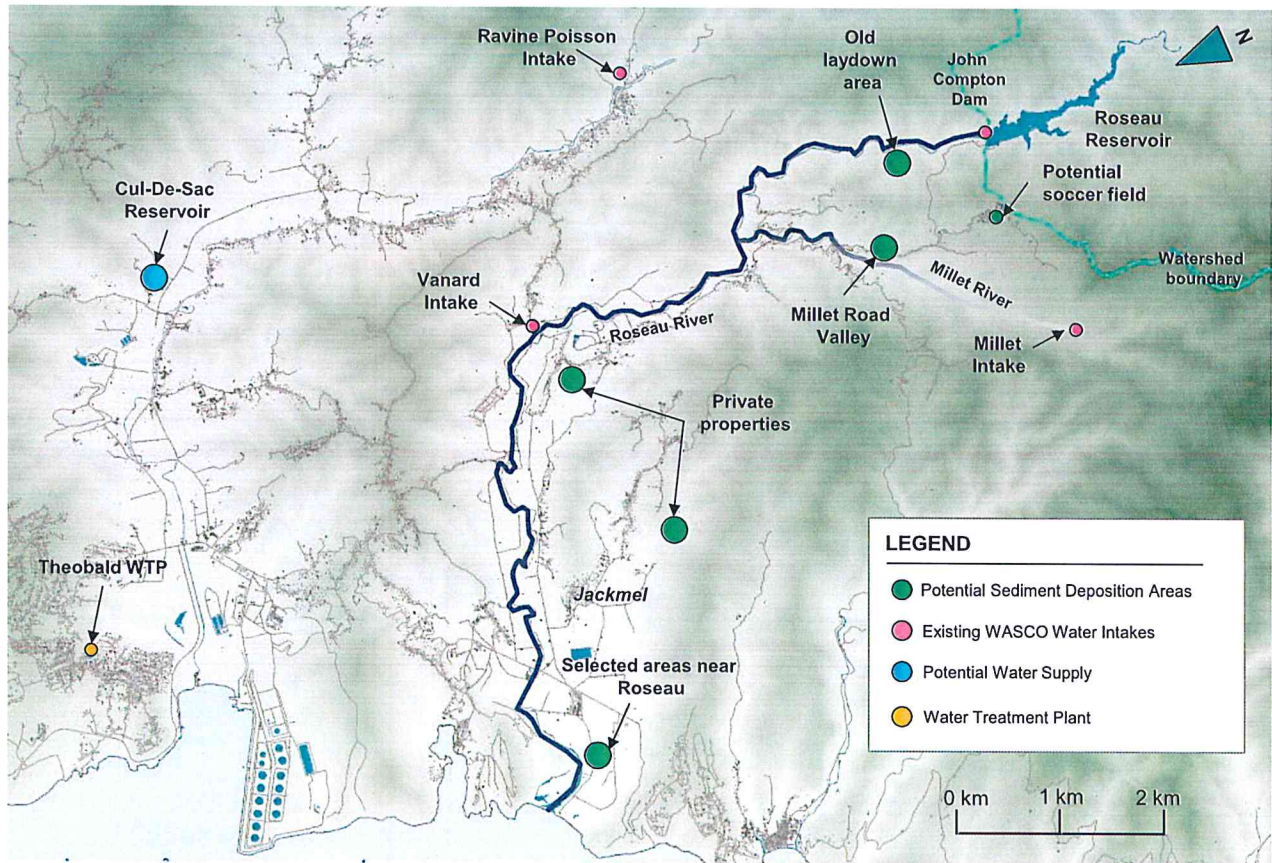 Ravine Poisson
Intake
Old
laydown
area
John
Compton
Dam
N
Roseau
Reservoir
Cul-De-Sac
Reservoir
Potential
soccer field
Vanard
Intake
Roseau River
Millet Road
Valley
Millet River
Watershed
boundary
Millet
Intake
Private
properties
Theobald WTP
Jackmel
Selected areas near
Roseau
LEGEND
Potential Sediment Deposition Areas
Existing WASCO Water Intakes
Potential Water Supply
Water Treatment Plant
0 km 1 km 2 km